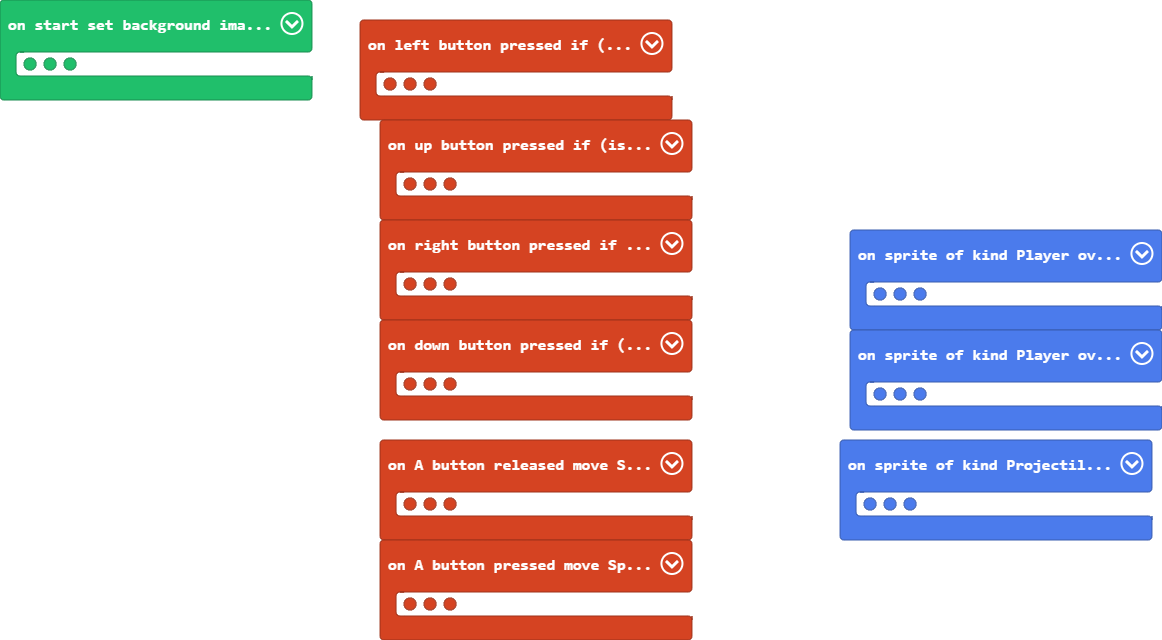 on start set background ima...
on left button pressed if (...
on up button pressed if (is...
on right button pressed if ...
on down button pressed if (...
on A button released move S...
on A button pressed move Sp...
on sprite of kind Player ov...
on sprite of kind Player ov...
on sprite of kind Projectil...